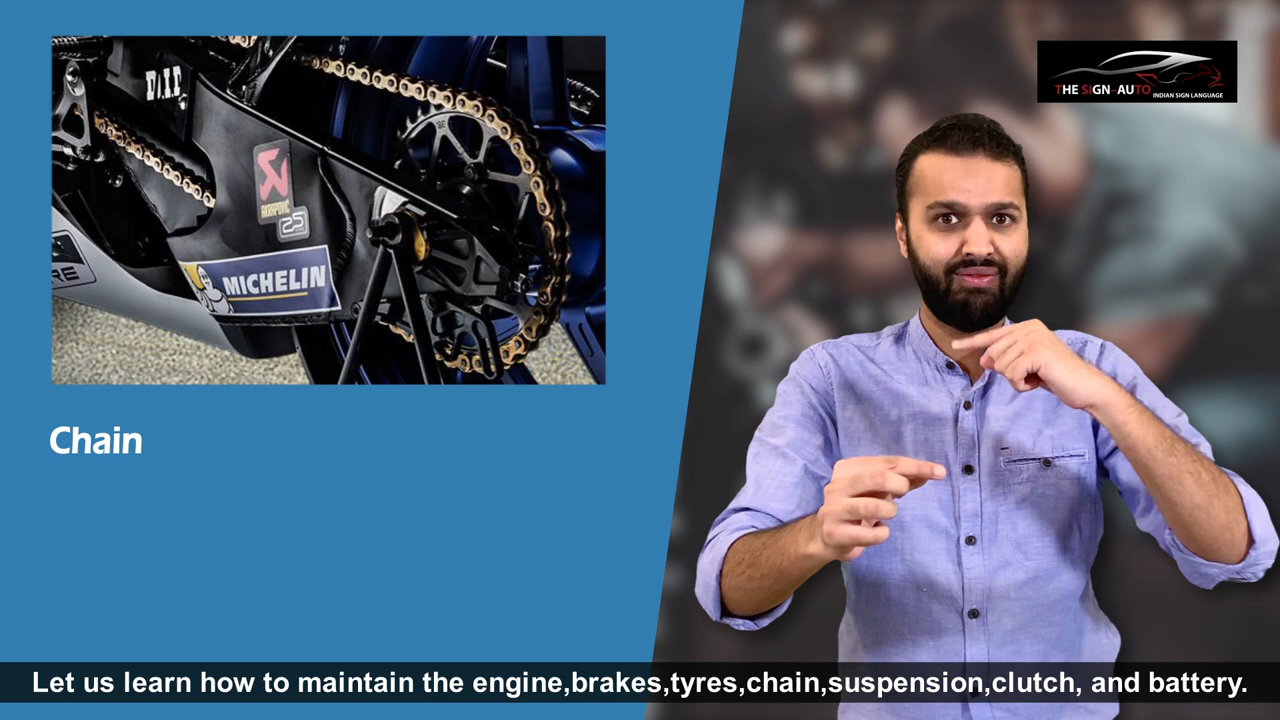 D.I.D
AKRAPOVIC
MICHELIN
THE SIGN-AUTO
INDIAN SIGN LANGUAGE
Chain
Let us learn how to maintain the engine,brakes,tyres,chain,suspension,clutch, and battery.